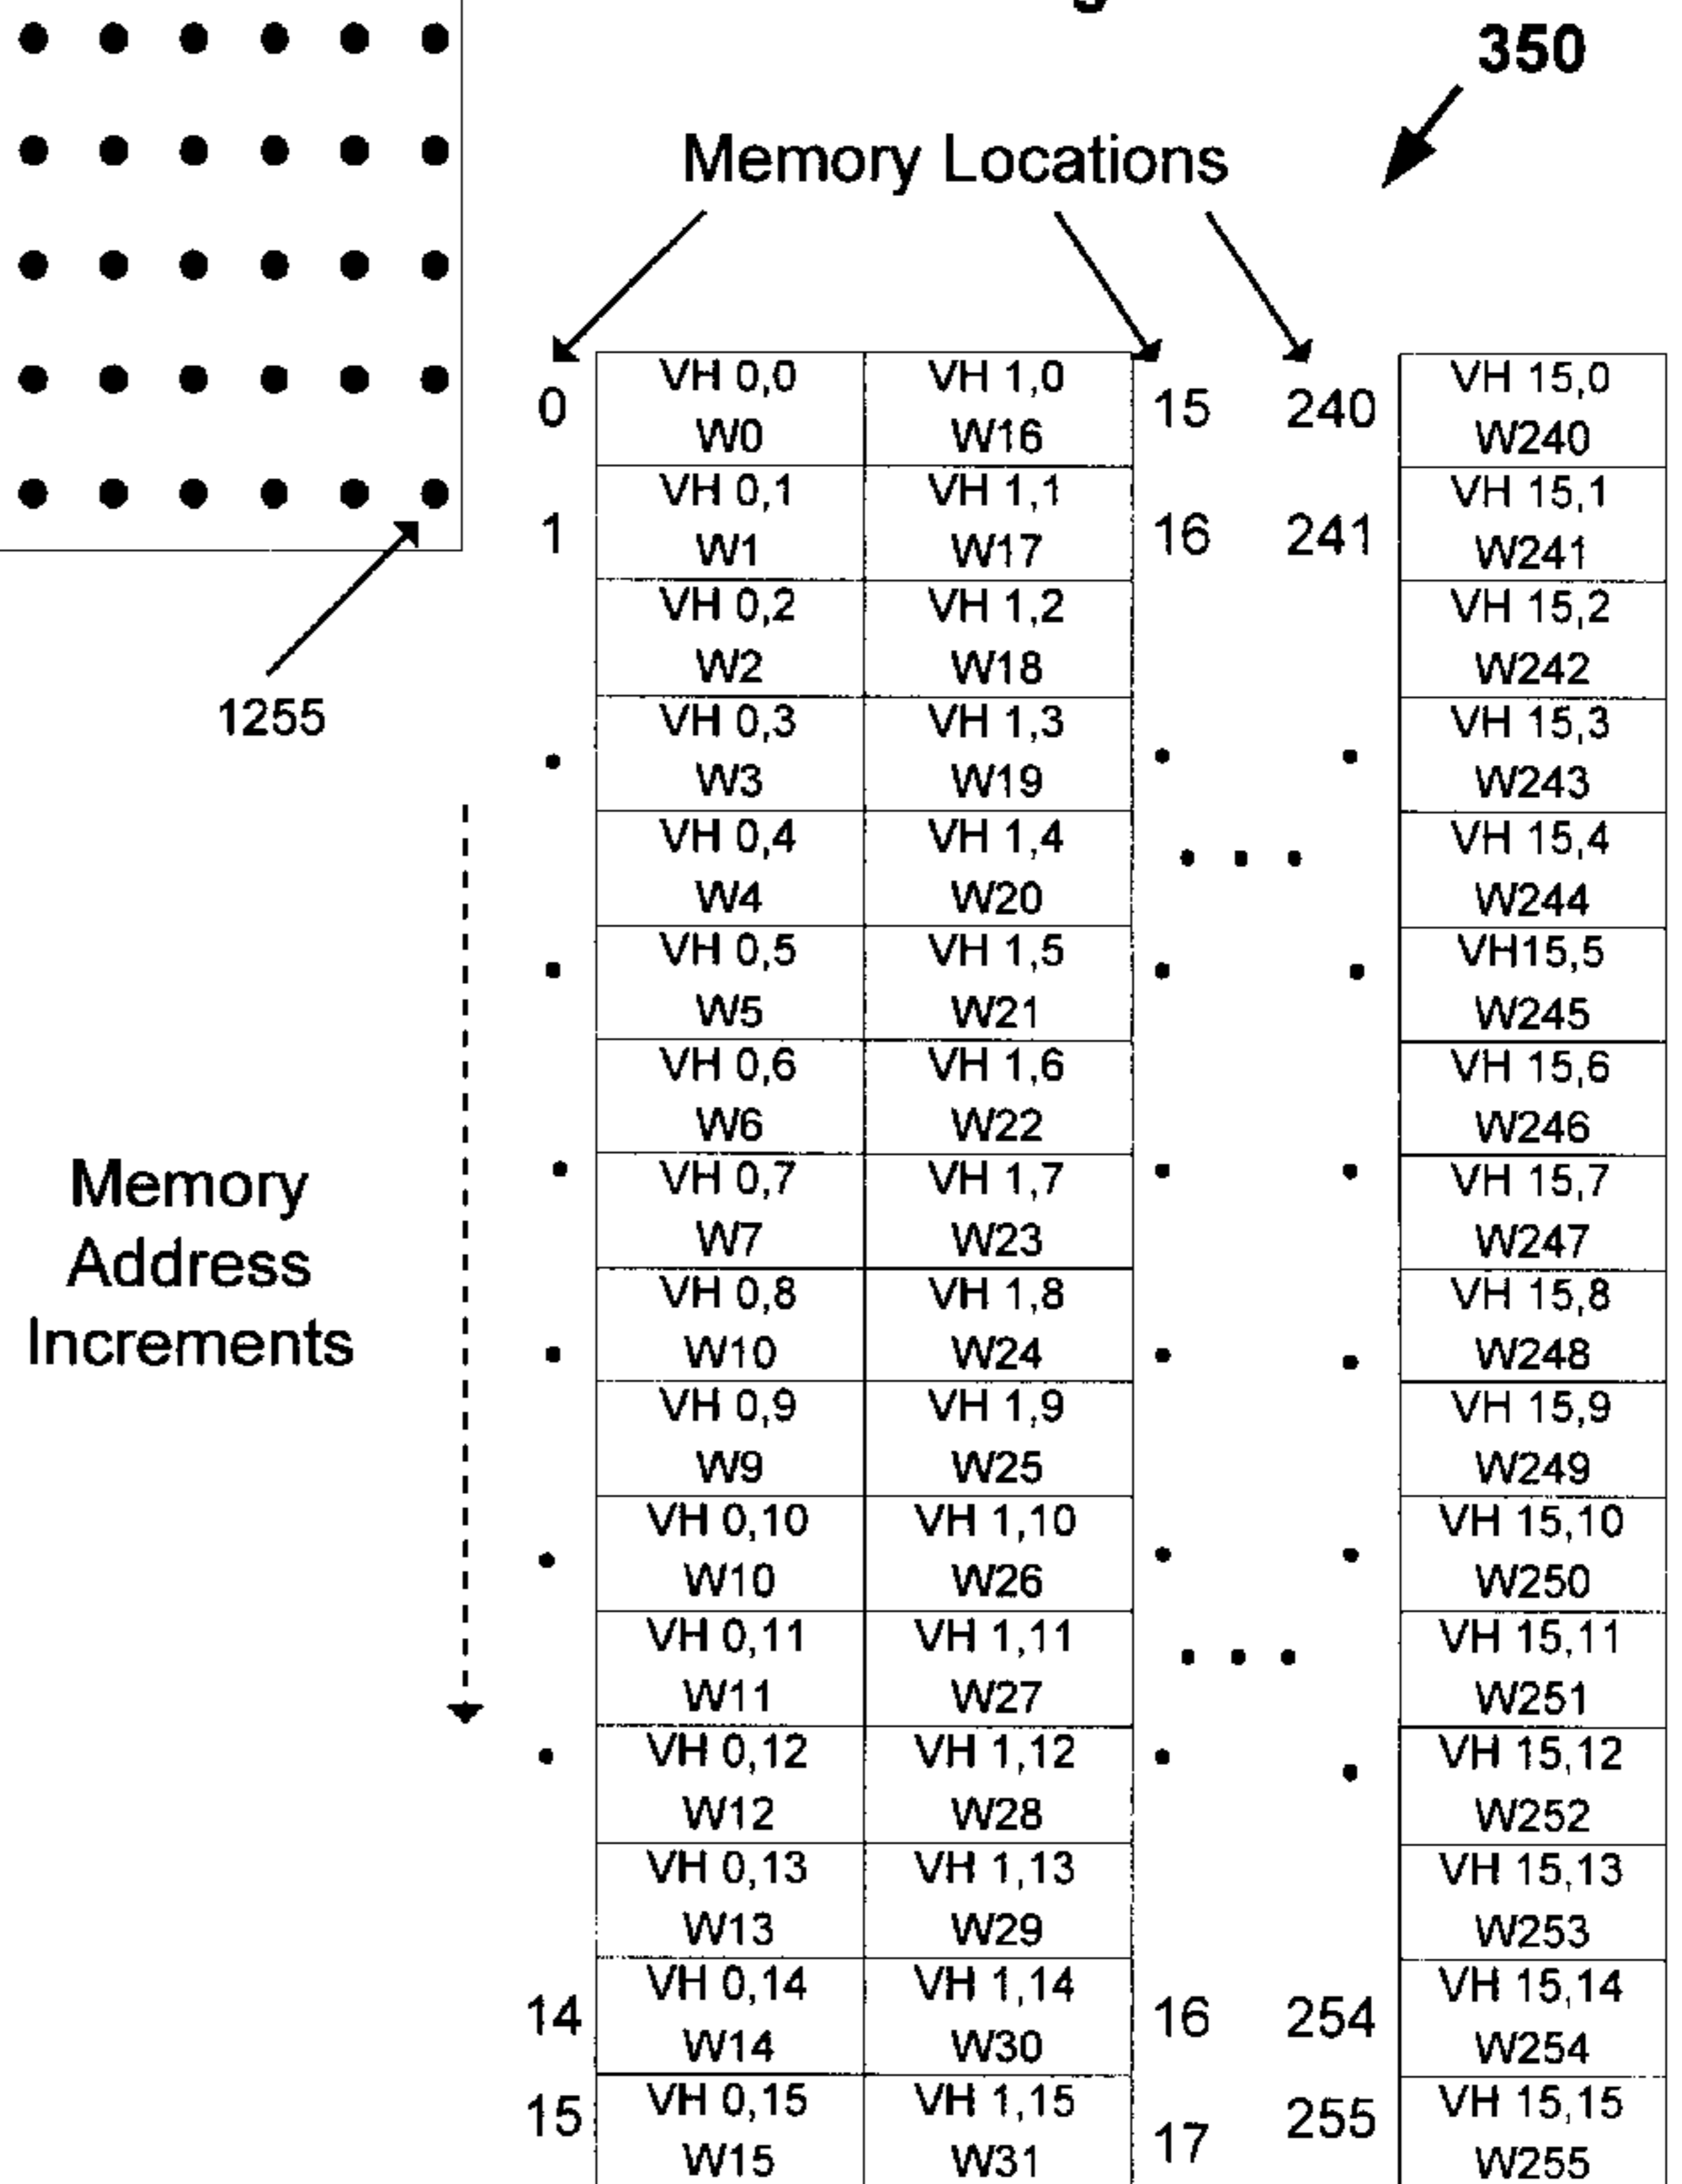 350
Memory Locations
0
VH 0,0
VH 1,0
15
240
VH 15,0
W0
W16
W240
1
VH 0,1
VH 1,1
16
241
VH 15,1
W1
W17
W241
VH 0,2
VH 1,2
VH 15,2
W2
W18
W242
1255
VH 0,3
VH 1,3
VH 15,3
W3
W19
W243
VH 0,4
VH 1,4
VH 15,4
W4
W20
W244
VH 0,5
VH 1,5
VH15,5
W5
W21
W245
VH 0,6
VH 1,6
VH 15,6
W6
W22
W246
Memory
Address
Increments
VH 0,7
VH 1,7
VH 15,7
W7
W23
W247
VH 0,8
VH 1,8
VH 15,8
W10
W24
W248
VH 0,9
VH 1,9
VH 15,9
W9
W25
W249
VH 0,10
VH 1,10
VH 15,10
W10
W26
W250
VH 0,11
VH 1,11
VH 15,11
W11
W27
W251
VH 0,12
VH 1,12
VH 15,12
W12
W28
W252
VH 0,13
VH 1,13
VH 15,13
W13
W29
W253
14
VH 0,14
VH 1,14
16
254
VH 15,14
W14
W30
W254
15
VH 0,15
VH 1,15
17
255
VH 15,15
W15
W31
W255